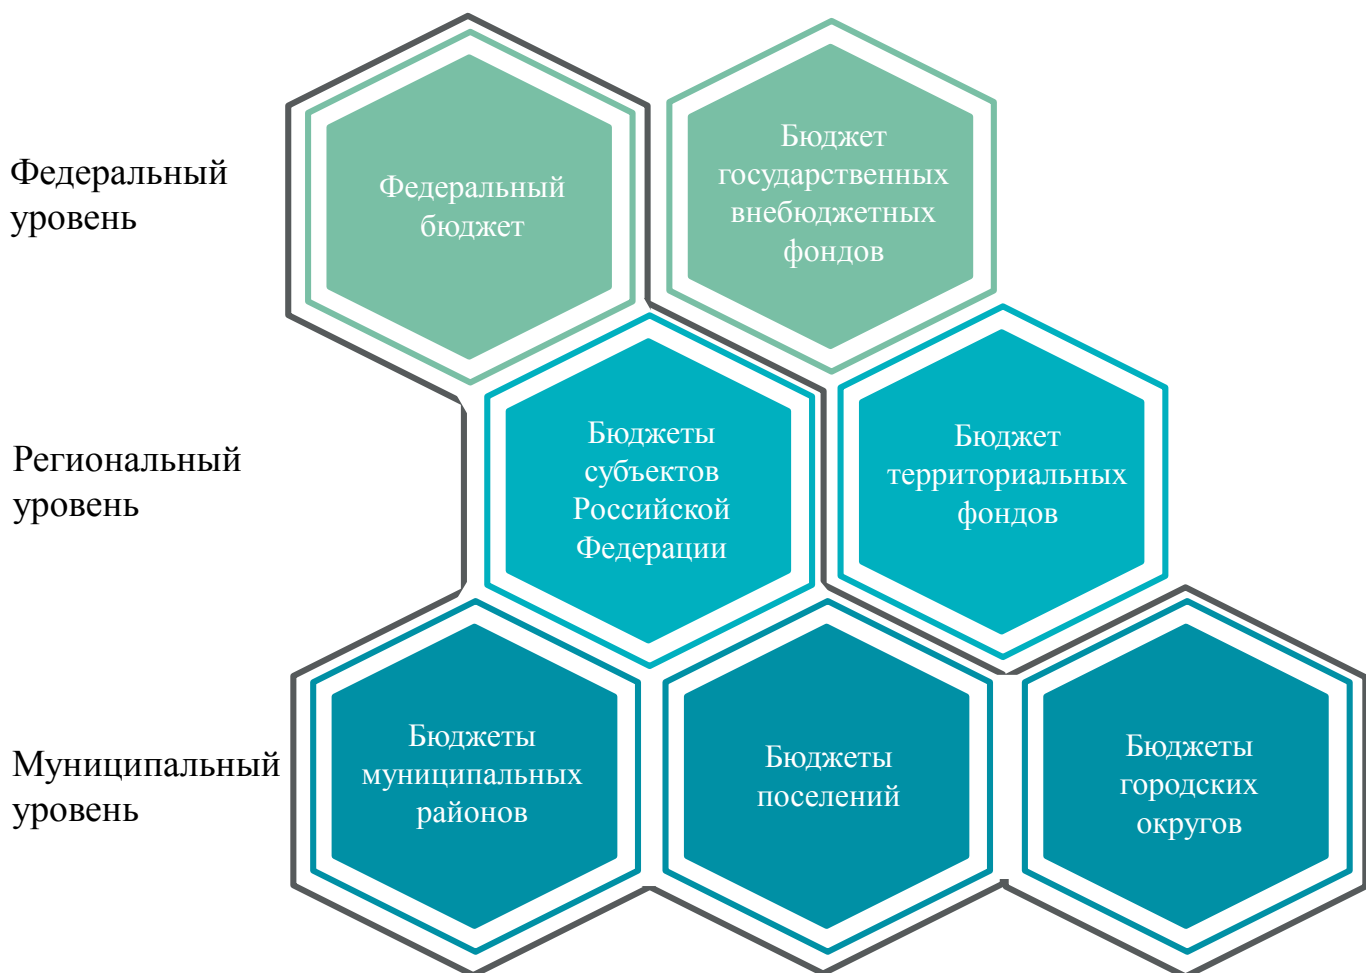 Федеральный
уровень
Федеральный
бюджет
Бюджет
государственных
внебюджетных
фондов
Региональный
уровень
Бюджеты
субъектов
Российской
Федерации
Бюджет
территориальных
фондов
Муниципальный
уровень
Бюджеты
муниципальных
районов
Бюджеты
поселений
Бюджеты
городских
округов